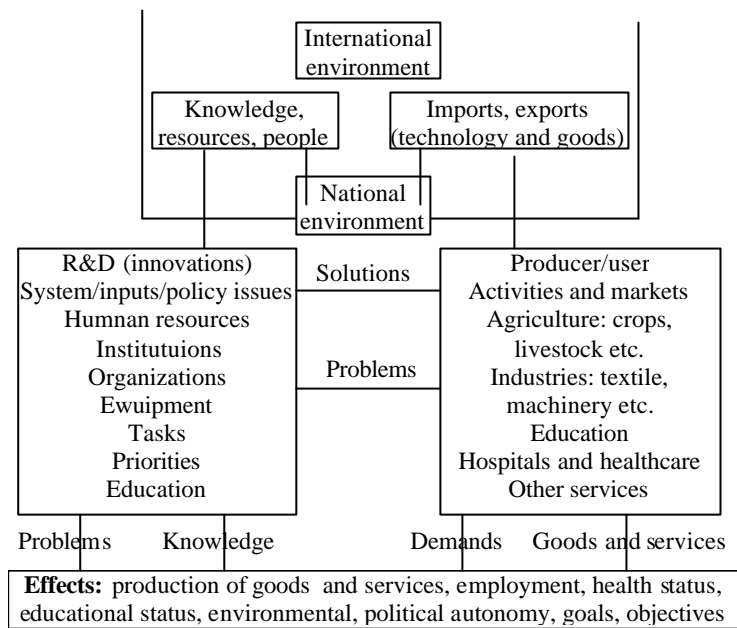 International
environment
Knowledge,
resources, people
Imports, exports
(technology and goods)
National
environment
R&D (innovations)
System/inputs/policy issues
Humnan resources
Institutuions
Organizations
Ewuipment
Tasks
Priorities
Education
Solutions
Problems
Producer/user
Activities and markets
Agriculture: crops,
livestock etc.
Industries: textile,
machinery etc.
Education
Hospitals and healthcare
Other services
Problems
Knowledge
Demands
Goods and services
Effects: production of goods and services, employment, health status,
educational status, environmental, political autonomy, goals, objectives